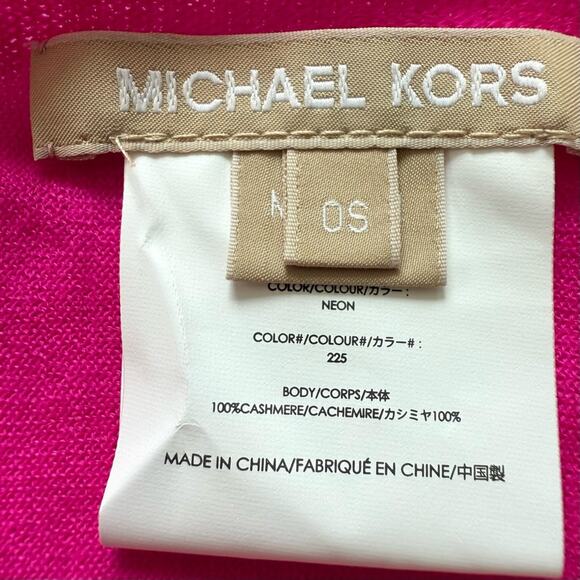 MICHAEL KORS
OS
COLOR/COLOUR/カラー :
NEON
COLOR#/COLOUR#/カラー# :
225
BODY/CORPS/本体
100%CASHMERE/CACHEMIRE/カシミヤ100%
MADE IN CHINA/FABRIQUÉ EN CHINE/中国製